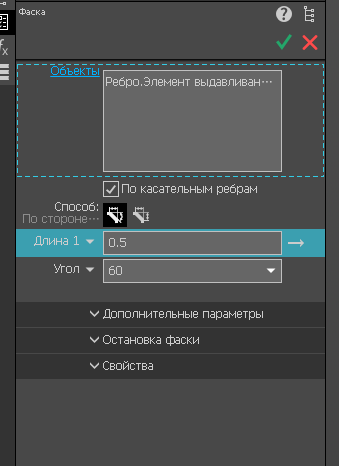 Фаска
Объекты
Ребро.Элемент выдавливан···
По касательным ребрам
Способ:
По стороне···
Длина 1
0.5
Угол
60
Дополнительные параметры
Остановка фаски
Свойства